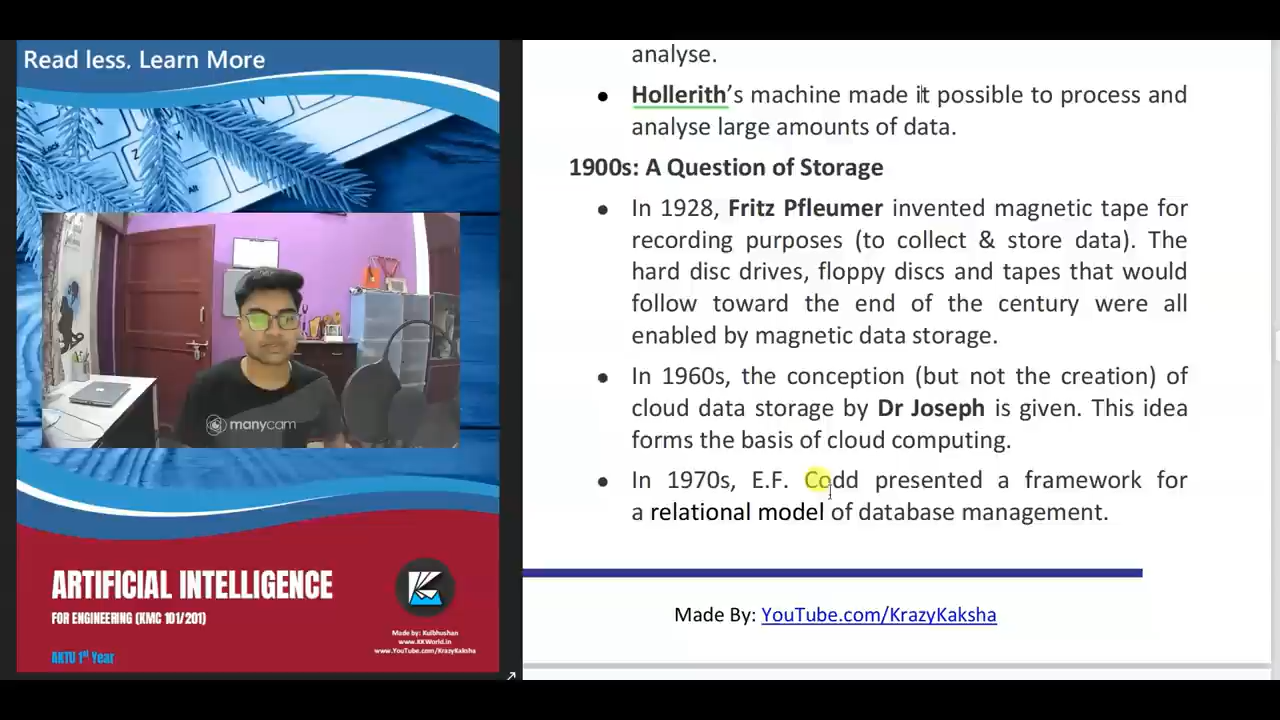 Read less. Learn More
manycam
ARTIFICIAL INTELLIGENCE
FOR ENGINEERING (KMC 101/201)
AKTU 1st Year
Made by: Kulbhushan
www.KKWorld.in
www.YouTube.com/KrazyKaksha
analyse.
• Hollerith's machine made it possible to process and
analyse large amounts of data.
1900s: A Question of Storage
• In 1928, Fritz Pfleumer invented magnetic tape for
recording purposes (to collect & store data). The
hard disc drives, floppy discs and tapes that would
follow toward the end of the century were all
enabled by magnetic data storage.
• In 1960s, the conception (but not the creation) of
cloud data storage by Dr Joseph is given. This idea
forms the basis of cloud computing.
• In 1970s, E.F. Codd presented a framework for
a relational model of database management.
Made By: YouTube.com/KrazyKaksha